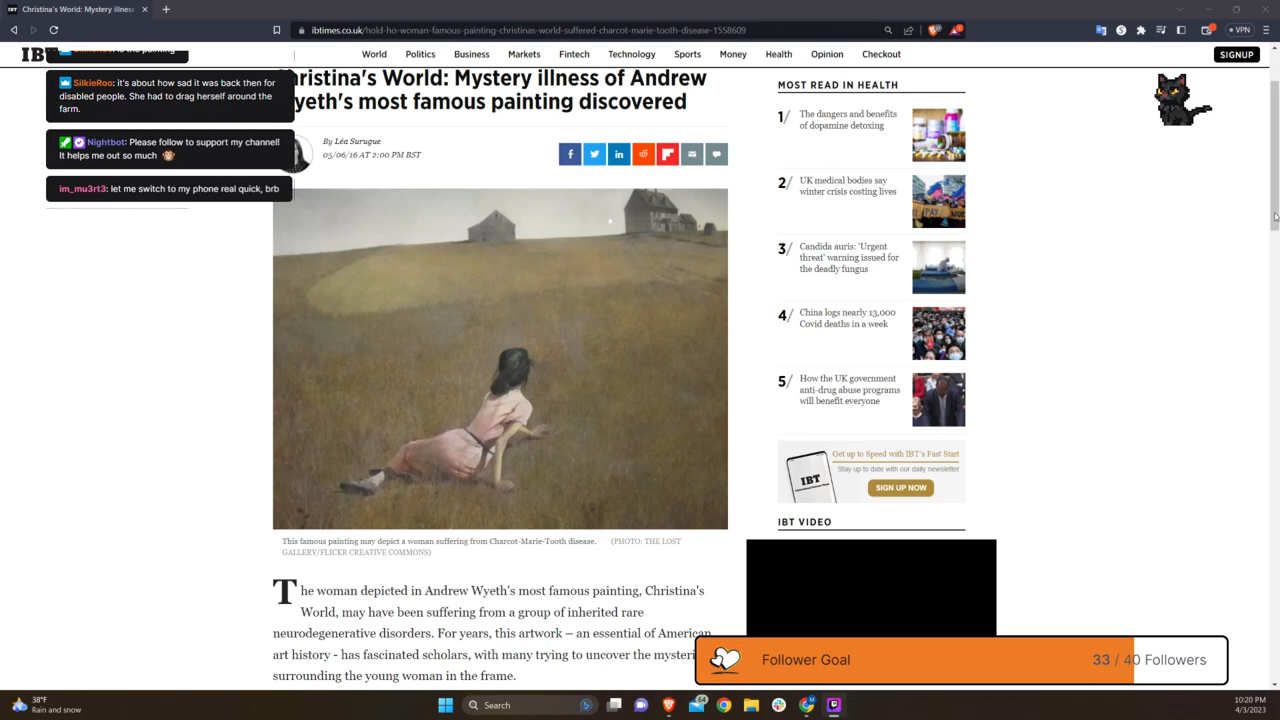 Christina's World: Mystery illness
ibtimes.co.uk/hold-ho-woman-famous-painting-christinas-world-suffered-charcot-marie-tooth-disease-1558609
VPN
IBT
World
Politics
Business
Markets
Fintech
Technology
Sports
Money
Health
Opinion
Checkout
SIGNUP
SilkieRoo: it's about how sad it was back then for
disabled people. She had to drag herself around the
farm.
Nightbot: Please follow to support my channel!
It helps me out so much
im_mu3rt3: let me switch to my phone real quick, brb
hristina's World: Mystery illness of Andrew
yeth's most famous painting discovered
By Léa Surugue
05/06/16 AT 2:00 PM BST
This famous painting may depict a woman suffering from Charcot-Marie-Tooth disease. (PHOTO: THE LOST
GALLERY/FLICKR CREATIVE COMMONS)
The woman depicted in Andrew Wyeth's most famous painting, Christina's
World, may have been suffering from a group of inherited rare
neurodegenerative disorders. For years, this artwork – an essential of American
art history - has fascinated scholars, with many trying to uncover the mysteri
surrounding the young woman in the frame.
MOST READ IN HEALTH
1/ The dangers and benefits
of dopamine detoxing
2/ UK medical bodies say
winter crisis costing lives
PAY
3/ Candida auris: 'Urgent
threat' warning issued for
the deadly fungus
4/ China logs nearly 13,000
Covid deaths in a week
5/ How the UK government
anti-drug abuse programs
will benefit everyone
IBT
Get up to Speed with IBT's Fast Start
Stay up to date with our daily newsletter
SIGN UP NOW
IBT VIDEO
Follower Goal
33 / 40 Followers
38°F
Rain and snow
Search
64
10:20 PM
4/3/2023